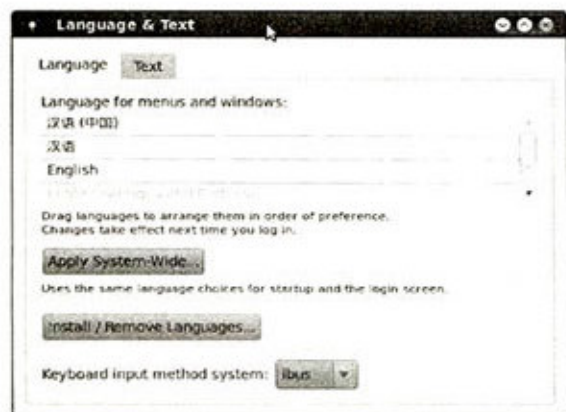 Language & Text
Language Text
Language for menus and windows:
汉语 (中国)
汉语
English
Drag languages to arrange them in order of preference.
Changes take effect next time you log in.
Apply System-Wide...
Uses the same language choices for startup and the login screen.
Install / Remove Languages...
Keyboard input method system: ibus